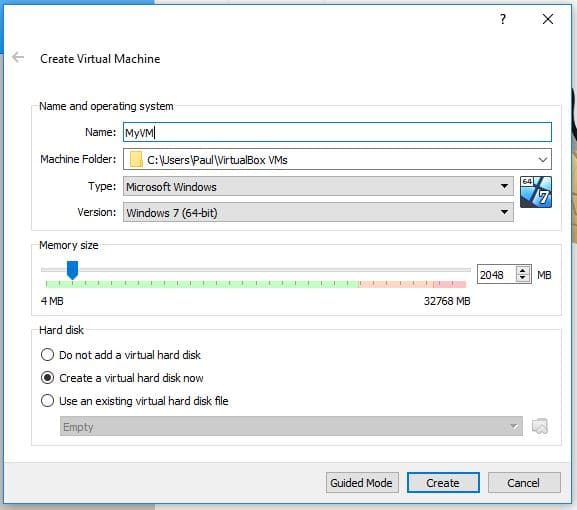 ?
Create Virtual Machine
Name and operating system
Name: MyVM
Machine Folder: C:\Users\Paul\VirtualBox VMs
Type: Microsoft Windows
64
7
Version: Windows 7 (64-bit)
Memory size
2048 MB
4 MB 32768 MB
Hard disk
Do not add a virtual hard disk
Create a virtual hard disk now
Use an existing virtual hard disk file
Empty
Guided Mode Create Cancel